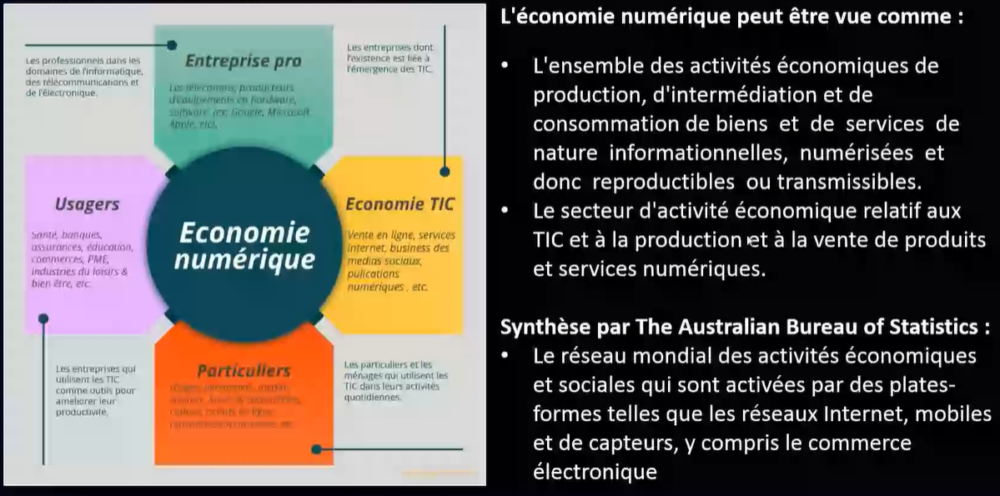 Les professionnels dans les
domaines de l'informatique,
des télécommunications et
de l'électronique.
Entreprise pro
Les télécomms, producteurs
d'équipements en hardware,
software (ex: Google, Microsoft,
Apple, etc).
Les entreprises dont
l'existence est liée à
l'émergence des TIC.
Usagers
Santé, banques,
assurances, éducation,
commerces, PME,
industries du loisirs &
bien être, etc.
Economie
numérique
Economie TIC
Vente en ligne, services
internet, business des
medias sociaux,
pulications
numériques , etc.
Les entreprises qui
utilisent les TIC
comme outils pour
ameliorer leur
productivite.
Particuliers
Les particuliers et les
ménages qui utilisent les
TIC dans leurs activités
quotidiennes.
L'économie numérique peut être vue comme :
• L'ensemble des activités économiques de
production, d'intermédiation et de
consommation de biens et de services de
nature informationnelles, numérisées et
donc reproductibles ou transmissibles.
• Le secteur d'activité économique relatif aux
TIC et à la production et à la vente de produits
et services numériques.
Synthèse par The Australian Bureau of Statistics :
• Le réseau mondial des activités économiques
et sociales qui sont activées par des plates-
formes telles que les réseaux Internet, mobiles
et de capteurs, y compris le commerce
électronique